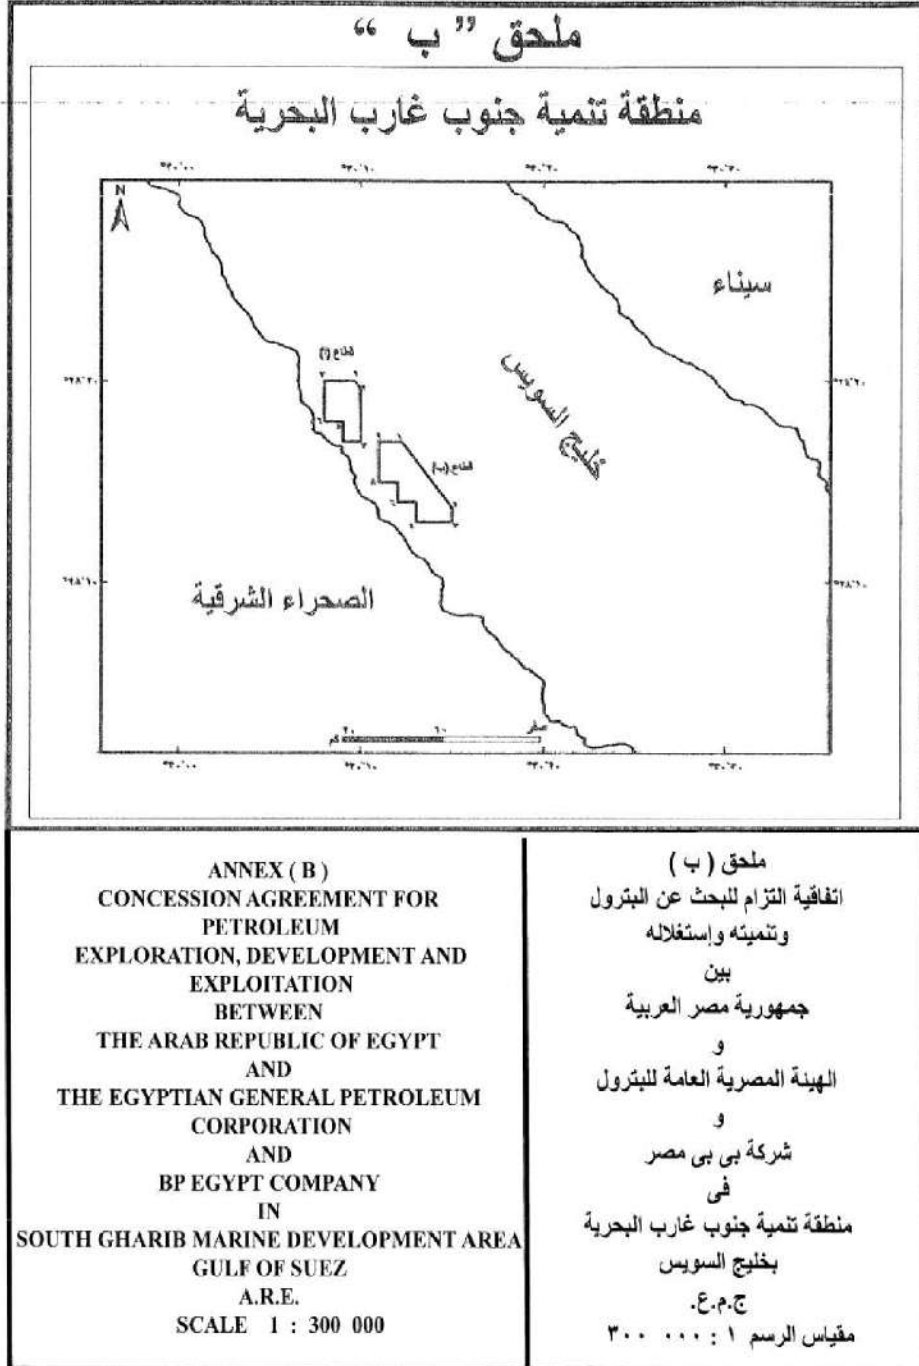 ملحق ” ب “
منطقة تنمية جنوب غارب البحرية
N
سيناء
قطاع (أ)
خليج السويس
قطاع (ب)
الصحراء الشرقية
صفر
كم
ANNEX ( B )
CONCESSION AGREEMENT FOR
PETROLEUM
EXPLORATION, DEVELOPMENT AND
EXPLOITATION
BETWEEN
THE ARAB REPUBLIC OF EGYPT
AND
THE EGYPTIAN GENERAL PETROLEUM
CORPORATION
AND
BP EGYPT COMPANY
IN
SOUTH GHARIB MARINE DEVELOPMENT AREA
GULF OF SUEZ
A.R.E.
SCALE 1 : 300 000
ملحق ( ب )
اتفاقية التزام للبحث عن البترول
وتنميته وإستغلاله
بين
جمهورية مصر العربية
و
الهيئة المصرية العامة للبترول
و
شركة بى بى مصر
فى
منطقة تنمية جنوب غارب البحرية
بخليج السويس
ج.م.ع.
مقياس الرسم ١ : ٠٠٠ ٣٠٠